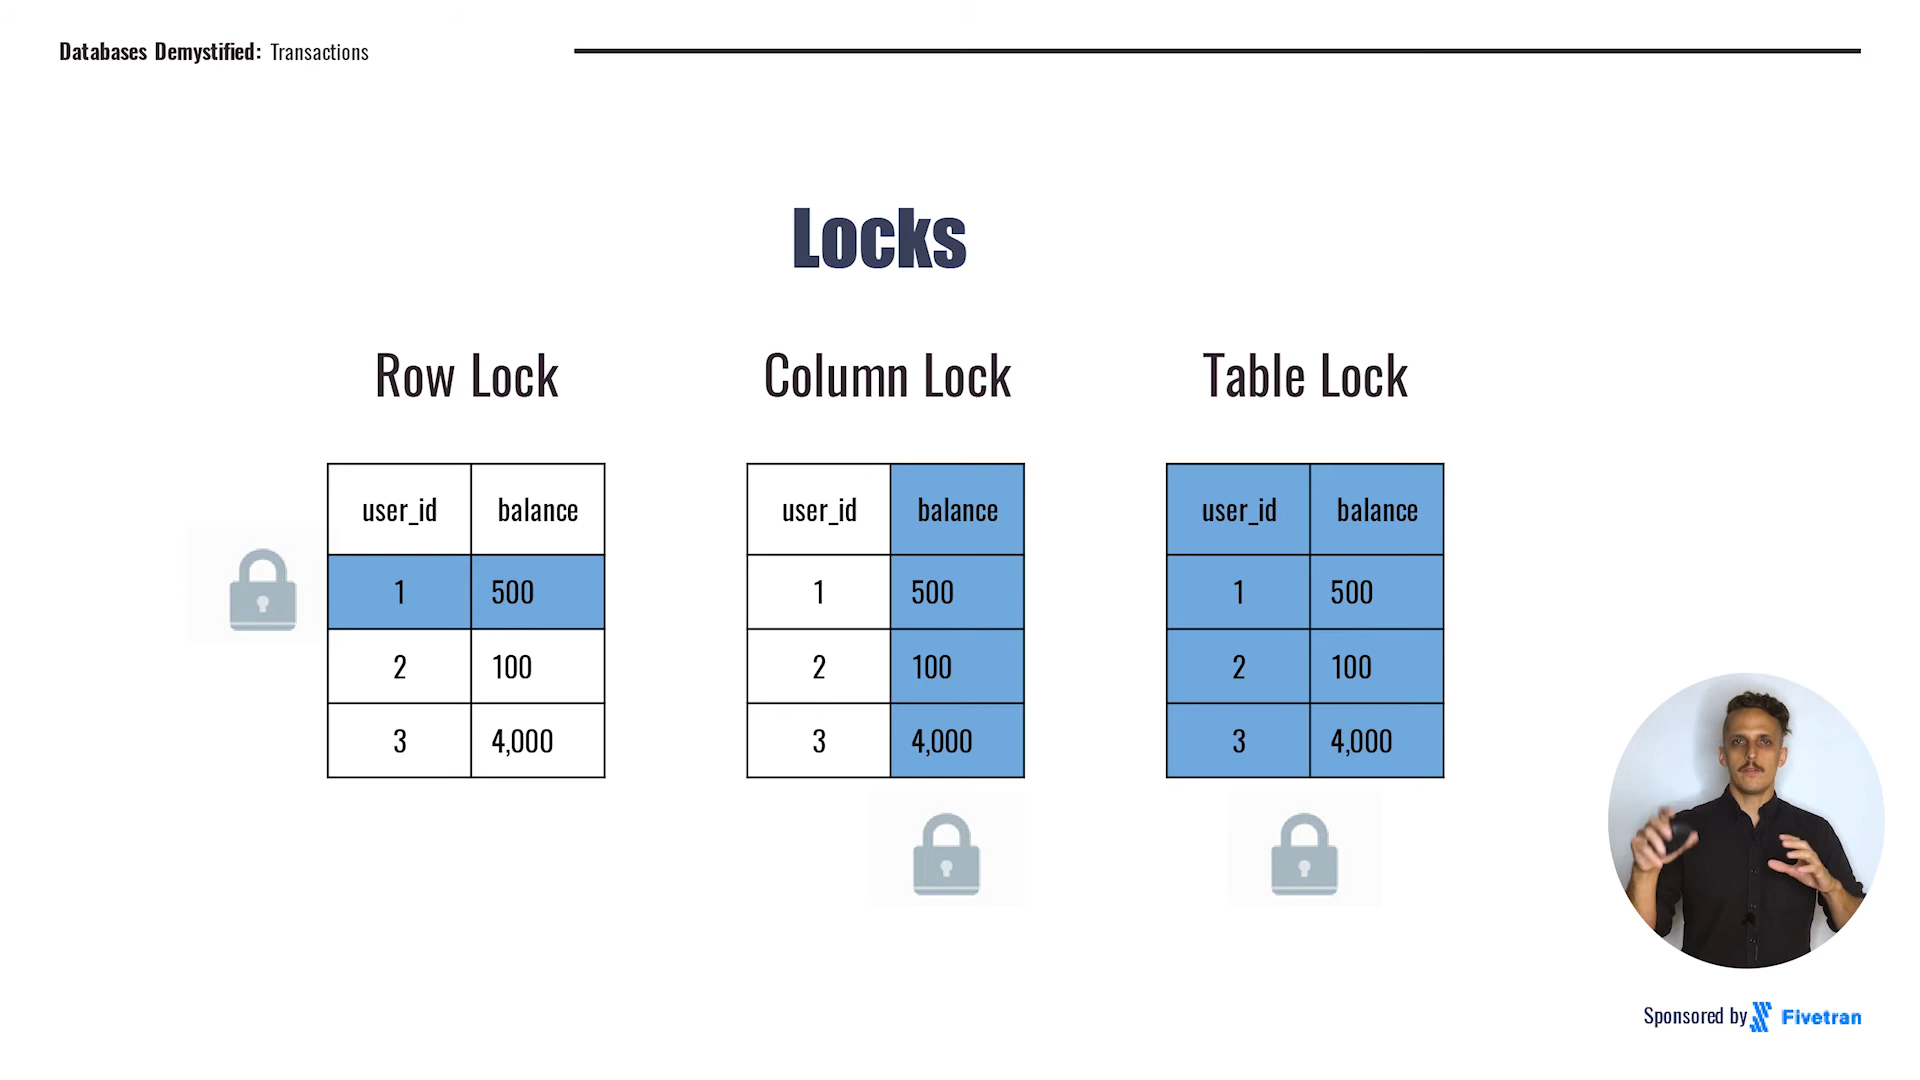 Databases Demystified: Transactions
Locks
Row Lock
user_id balance
1 500
2 100
3 4,000
Column Lock
user_id balance
1 500
2 100
3 4,000
Table Lock
user_id balance
1 500
2 100
3 4,000
Sponsored by Fivetran